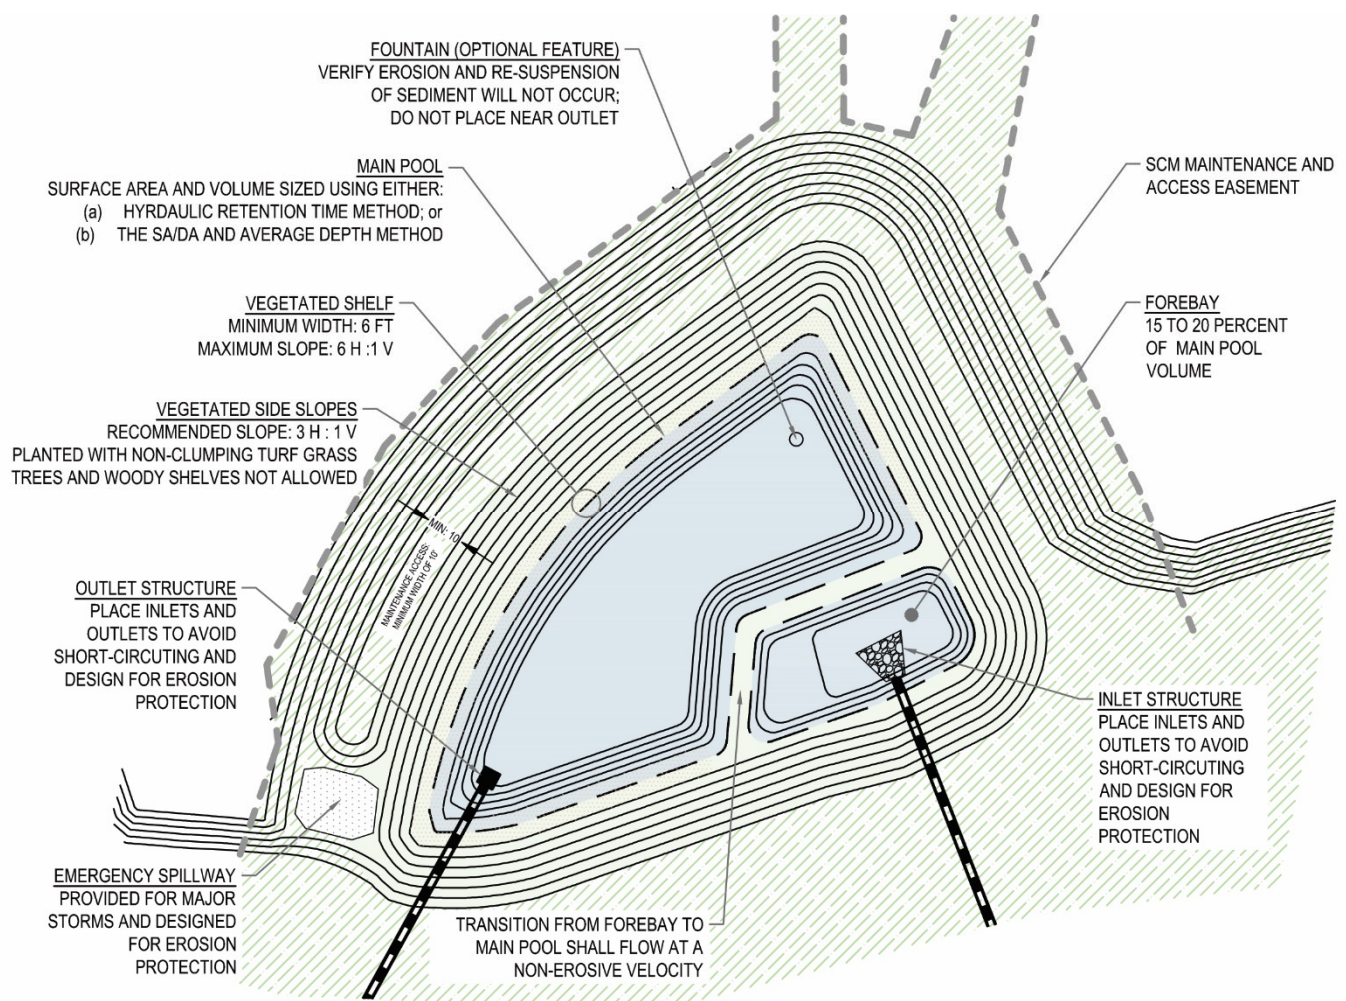 FOUNTAIN (OPTIONAL FEATURE)
VERIFY EROSION AND RE-SUSPENSION
OF SEDIMENT WILL NOT OCCUR;
DO NOT PLACE NEAR OUTLET
MAIN POOL
SURFACE AREA AND VOLUME SIZED USING EITHER:
(a) HYRDAULIC RETENTION TIME METHOD; or
(b) THE SA/DA AND AVERAGE DEPTH METHOD
SCM MAINTENANCE AND
ACCESS EASEMENT
VEGETATED SHELF
MINIMUM WIDTH: 6 FT
MAXIMUM SLOPE: 6 H :1 V
FOREBAY
15 TO 20 PERCENT
OF MAIN POOL
VOLUME
VEGETATED SIDE SLOPES
RECOMMENDED SLOPE: 3 H : 1 V
PLANTED WITH NON-CLUMPING TURF GRASS
TREES AND WOODY SHELVES NOT ALLOWED
MIN: 10'
MAINTENANCE ACCESS:
MINIMUM WIDTH OF 10'
OUTLET STRUCTURE
PLACE INLETS AND
OUTLETS TO AVOID
SHORT-CIRCUTING AND
DESIGN FOR EROSION
PROTECTION
INLET STRUCTURE
PLACE INLETS AND
OUTLETS TO AVOID
SHORT-CIRCUTING
AND DESIGN FOR
EROSION
PROTECTION
EMERGENCY SPILLWAY
PROVIDED FOR MAJOR
STORMS AND DESIGNED
FOR EROSION
PROTECTION
TRANSITION FROM FOREBAY TO
MAIN POOL SHALL FLOW AT A
NON-EROSIVE VELOCITY